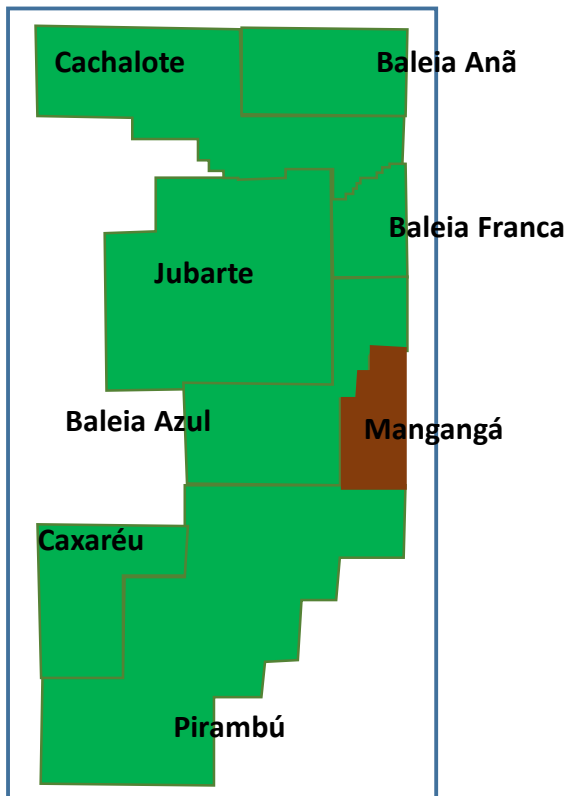 Cachalote
Baleia Anã
Baleia Franca
Jubarte
Baleia Azul
Mangangá
Caxaréu
Pirambú